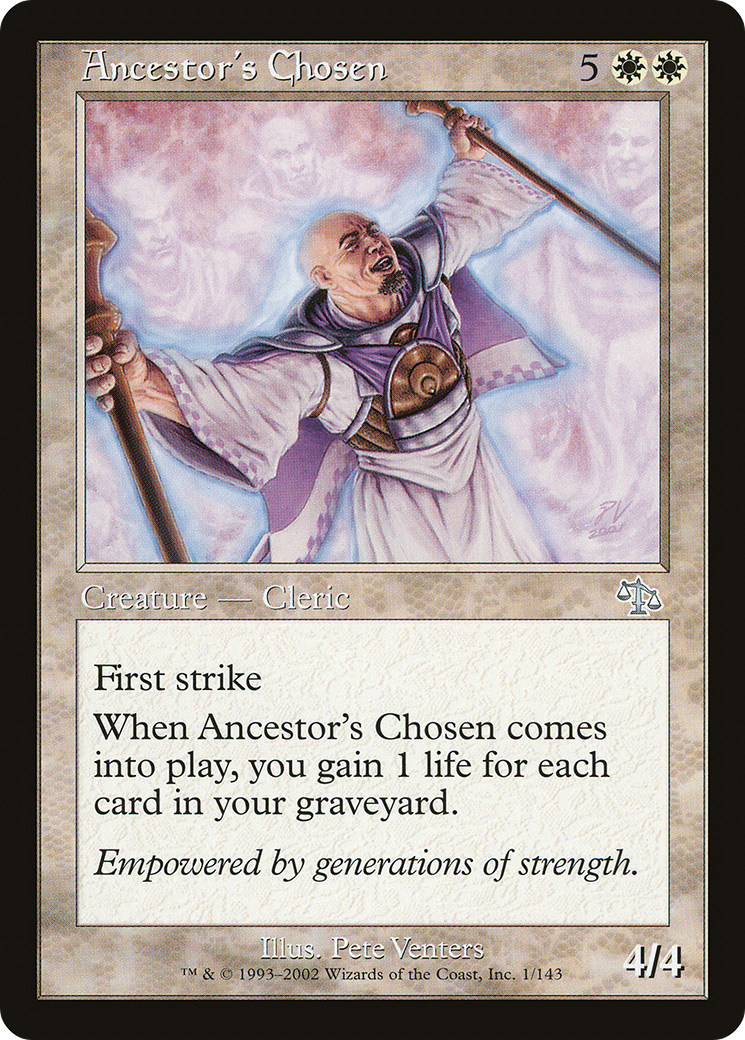 Ancestor's Chosen 5
PV
2001
Creature — Cleric
First strike
When Ancestor's Chosen comes
into play, you gain 1 life for each
card in your graveyard.
Empowered by generations of strength.
Illus. Pete Venters
™ & © 1993–2002 Wizards of the Coast, Inc. 1/143
4/4